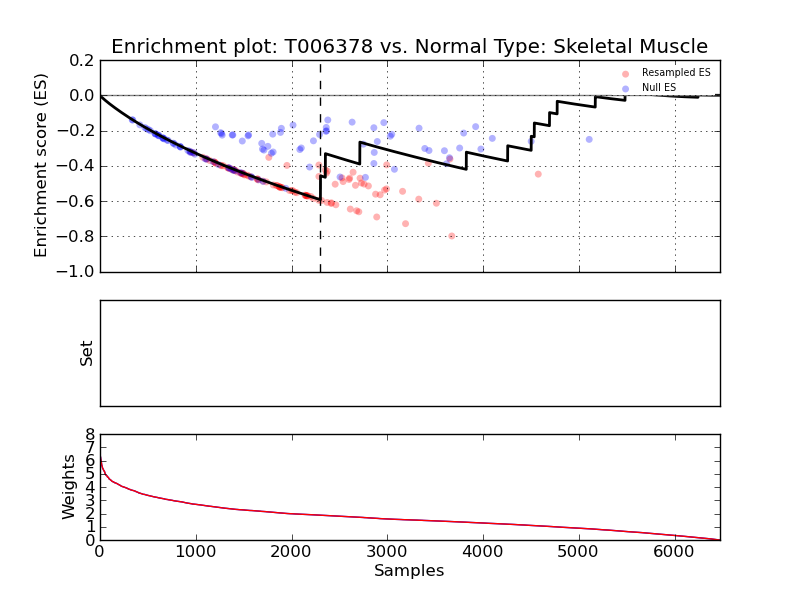 Enrichment plot: T006378 vs. Normal Type: Skeletal Muscle
Enrichment score (ES)
0.2
0.0
−0.2
−0.4
−0.6
−0.8
−1.0
Resampled ES
Null ES
Set
Weights
8
7
6
5
4
3
2
1
0
0 1000 2000 3000 4000 5000 6000
Samples